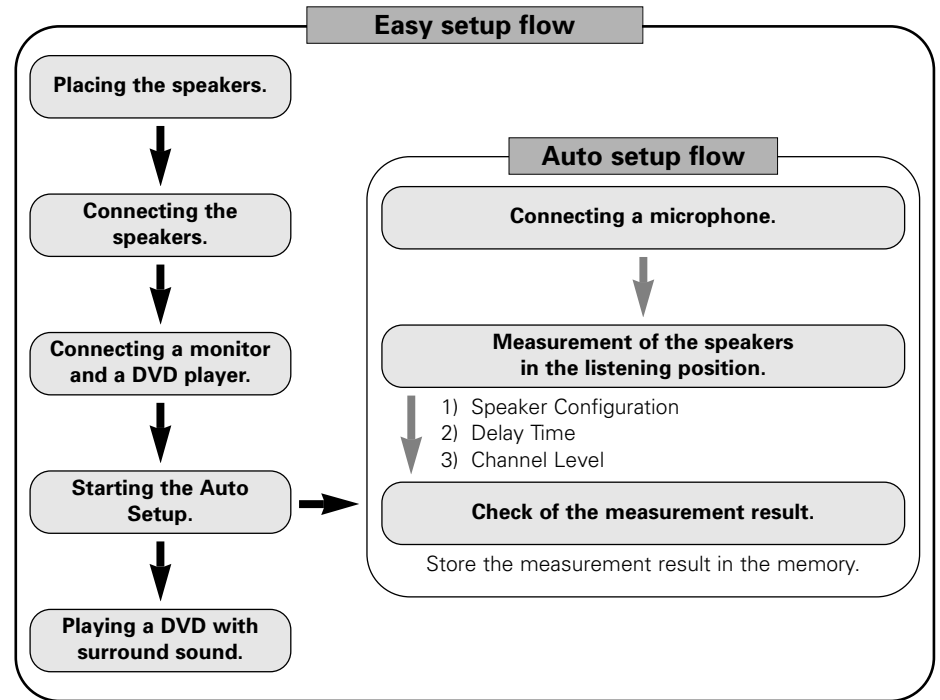 Easy setup flow
Placing the speakers.
Connecting the
speakers.
Connecting a monitor
and a DVD player.
Starting the Auto
Setup.
Playing a DVD with
surround sound.
Auto setup flow
Connecting a microphone.
Measurement of the speakers
in the listening position.
1) Speaker Configuration
2) Delay Time
3) Channel Level
Check of the measurement result.
Store the measurement result in the memory.